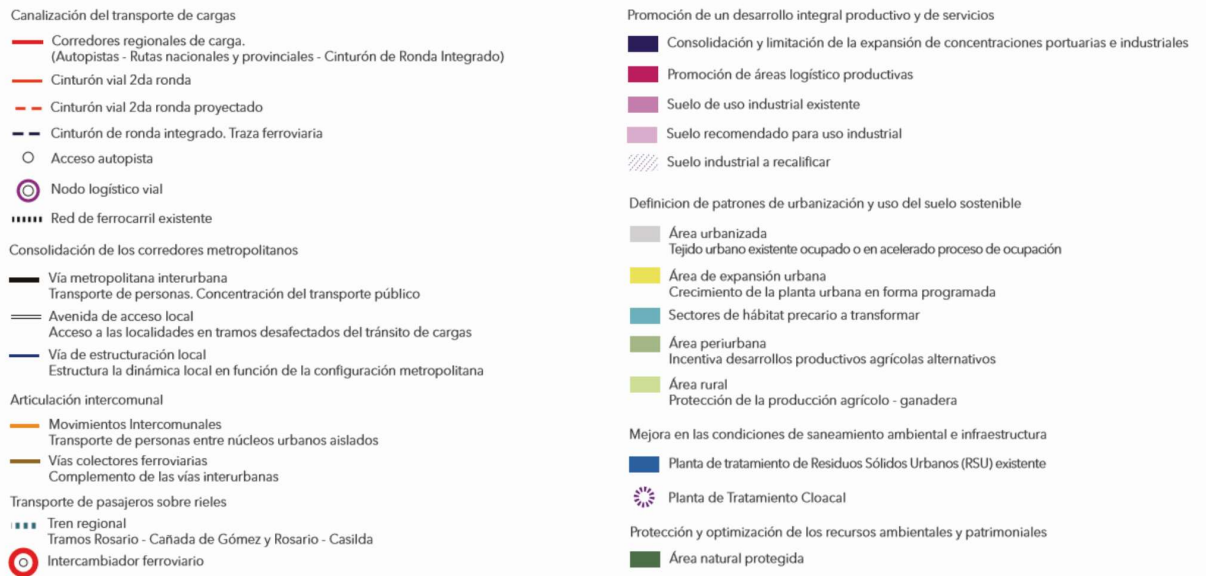 Canalización del transporte de cargas
Corredores regionales de carga.
(Autopistas - Rutas nacionales y provinciales - Cinturón de Ronda Integrado)
Cinturón vial 2da ronda
Cinturón vial 2da ronda proyectado
Cinturón de ronda integrado. Traza ferroviaria
Acceso autopista
Nodo logístico vial
Red de ferrocarril existente
Consolidación de los corredores metropolitanos
Vía metropolitana interurbana
Transporte de personas. Concentración del transporte público
Avenida de acceso local
Acceso a las localidades en tramos desafectados del tránsito de cargas
Vía de estructuración local
Estructura la dinámica local en función de la configuración metropolitana
Articulación intercomunal
Movimientos Intercomunales
Transporte de personas entre núcleos urbanos aislados
Vías colectores ferroviarias
Complemento de las vías interurbanas
Transporte de pasajeros sobre rieles
Tren regional
Tramos Rosario - Cañada de Gómez y Rosario - Casilda
Intercambiador ferroviario
Promoción de un desarrollo integral productivo y de servicios
Consolidación y limitación de la expansión de concentraciones portuarias e industriales
Promoción de áreas logístico productivas
Suelo de uso industrial existente
Suelo recomendado para uso industrial
Suelo industrial a recalificar
Definicion de patrones de urbanización y uso del suelo sostenible
Área urbanizada
Tejido urbano existente ocupado o en acelerado proceso de ocupación
Área de expansión urbana
Crecimiento de la planta urbana en forma programada
Sectores de hábitat precario a transformar
Área periurbana
Incentiva desarrollos productivos agrícolas alternativos
Área rural
Protección de la producción agrícolo - ganadera
Mejora en las condiciones de saneamiento ambiental e infraestructura
Planta de tratamiento de Residuos Sólidos Urbanos (RSU) existente
Planta de Tratamiento Cloacal
Protección y optimización de los recursos ambientales y patrimoniales
Área natural protegida